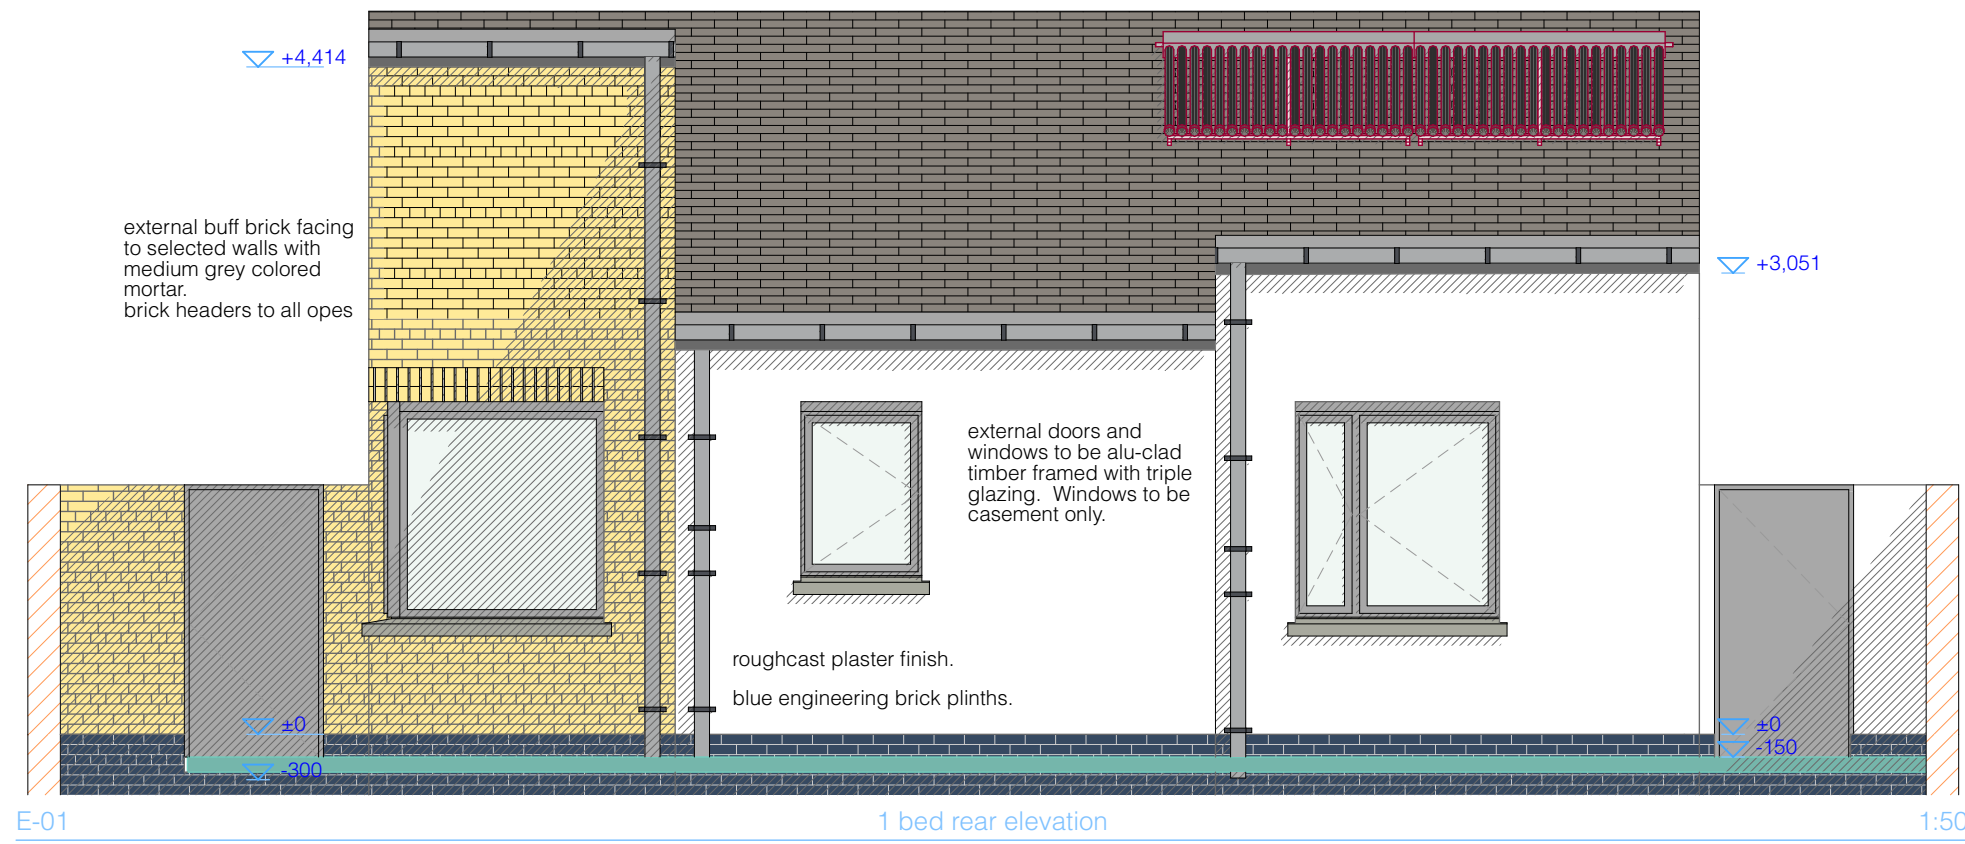 +4,414
external buff brick facing
to selected walls with
medium grey colored
mortar.
brick headers to all opes
+3,051
external doors and
windows to be alu-clad
timber framed with triple
glazing. Windows to be
casement only.
roughcast plaster finish.
blue engineering brick plinths.
±0
-300
±0
-150
E-01
1 bed rear elevation
1:50